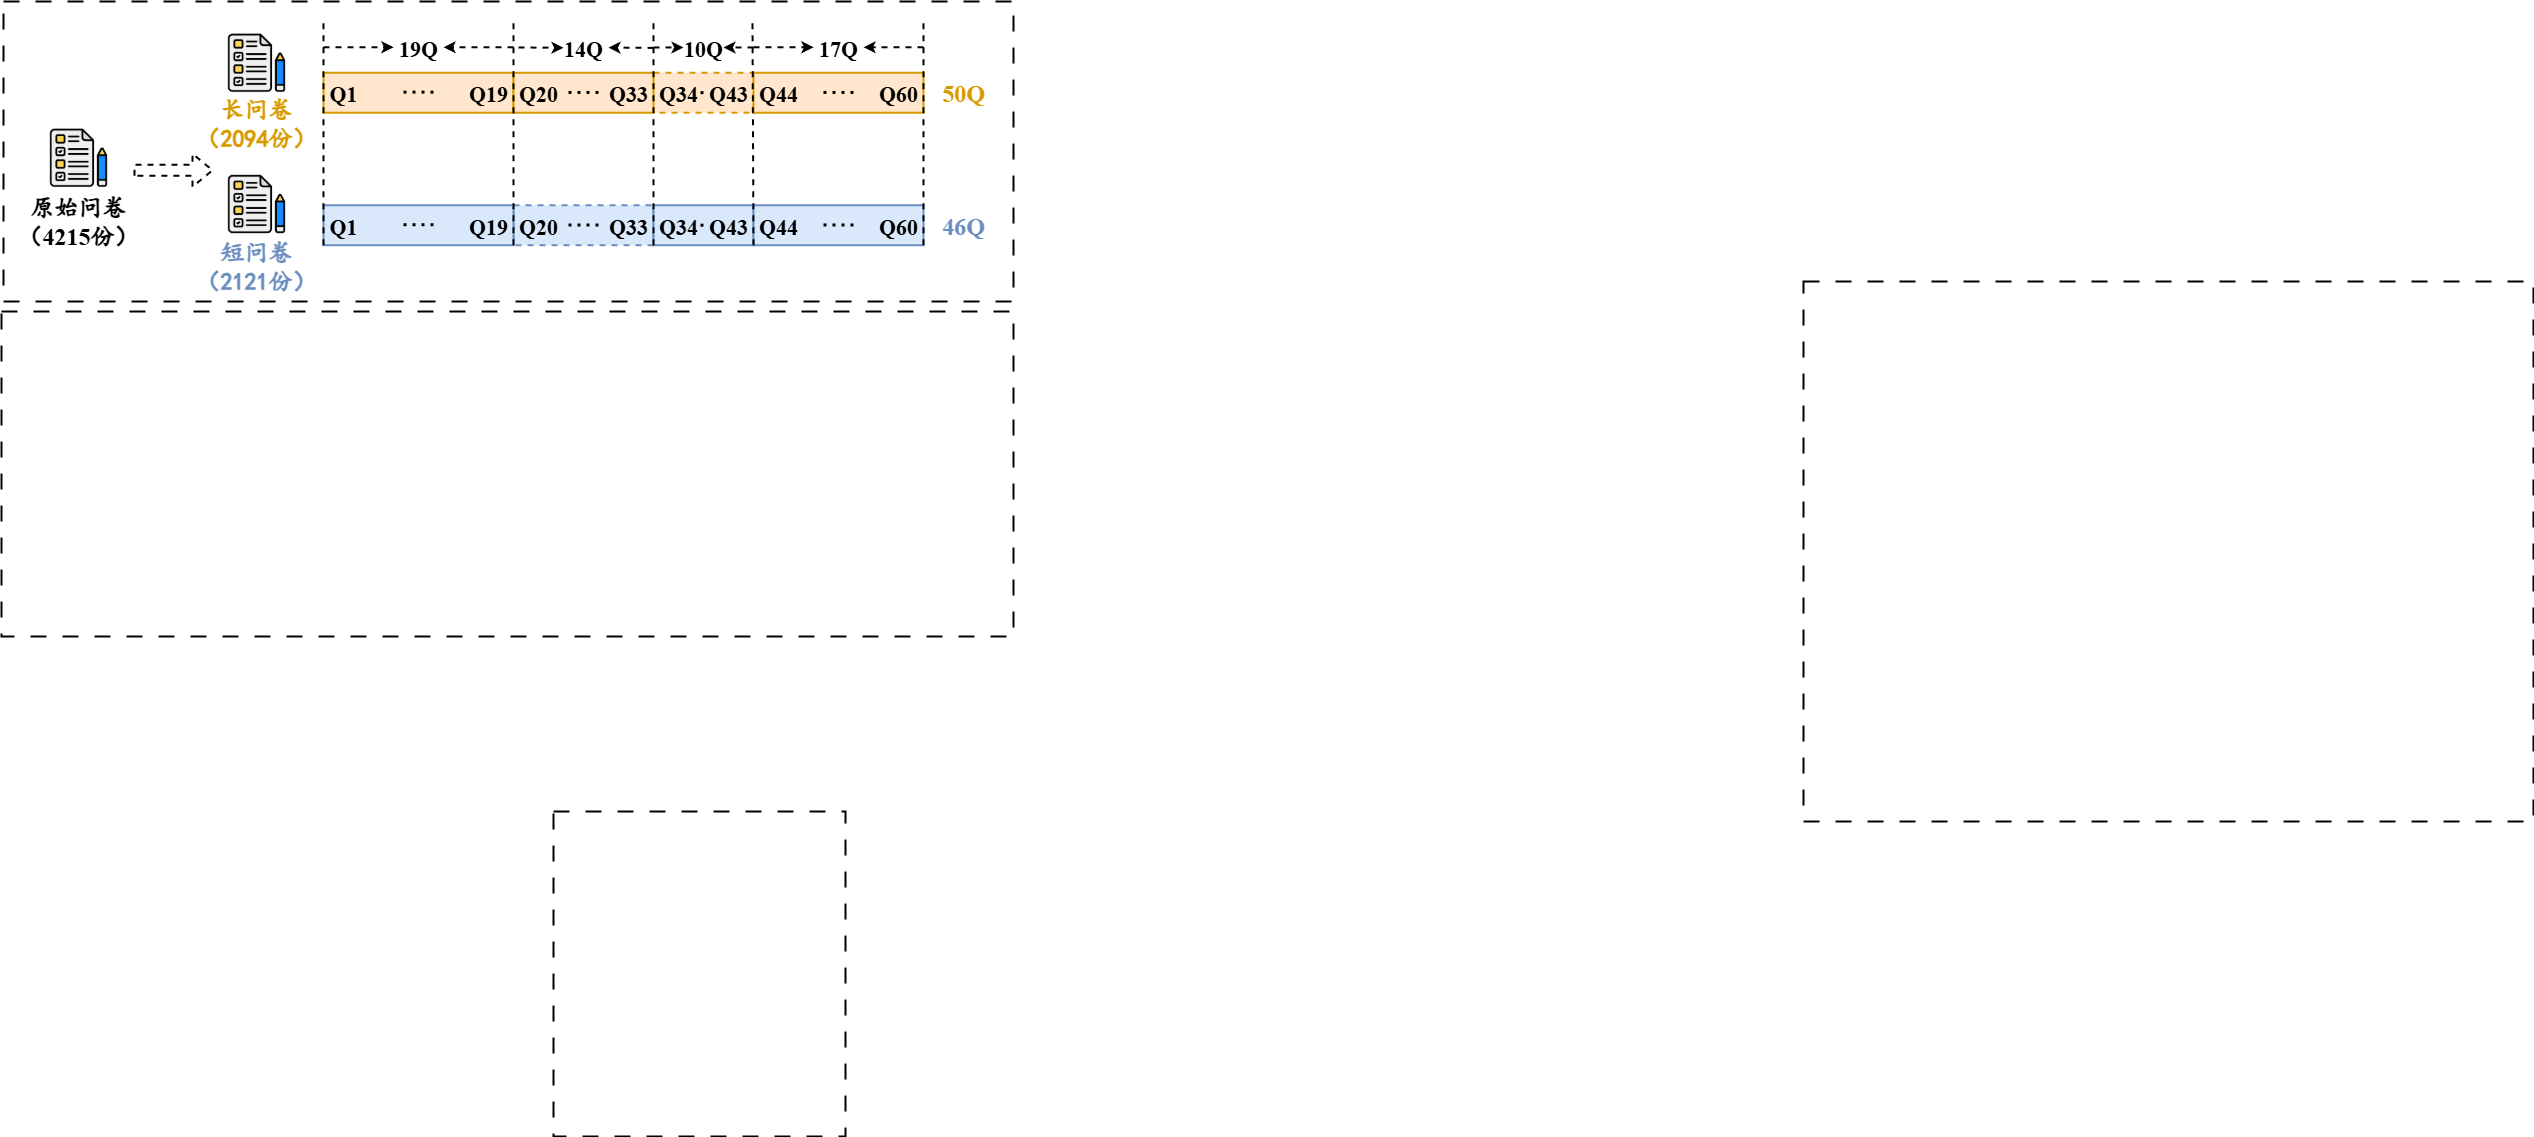 19Q 14Q 10Q 17Q
Q1 ···· Q19 Q20 ···· Q33 Q34· Q43 Q44 ···· Q60 50Q
长问卷
（2094份）
原始问卷
（4215份）
Q1 ···· Q19 Q20 ···· Q33 Q34· Q43 Q44 ···· Q60 46Q
短问卷
（2121份）